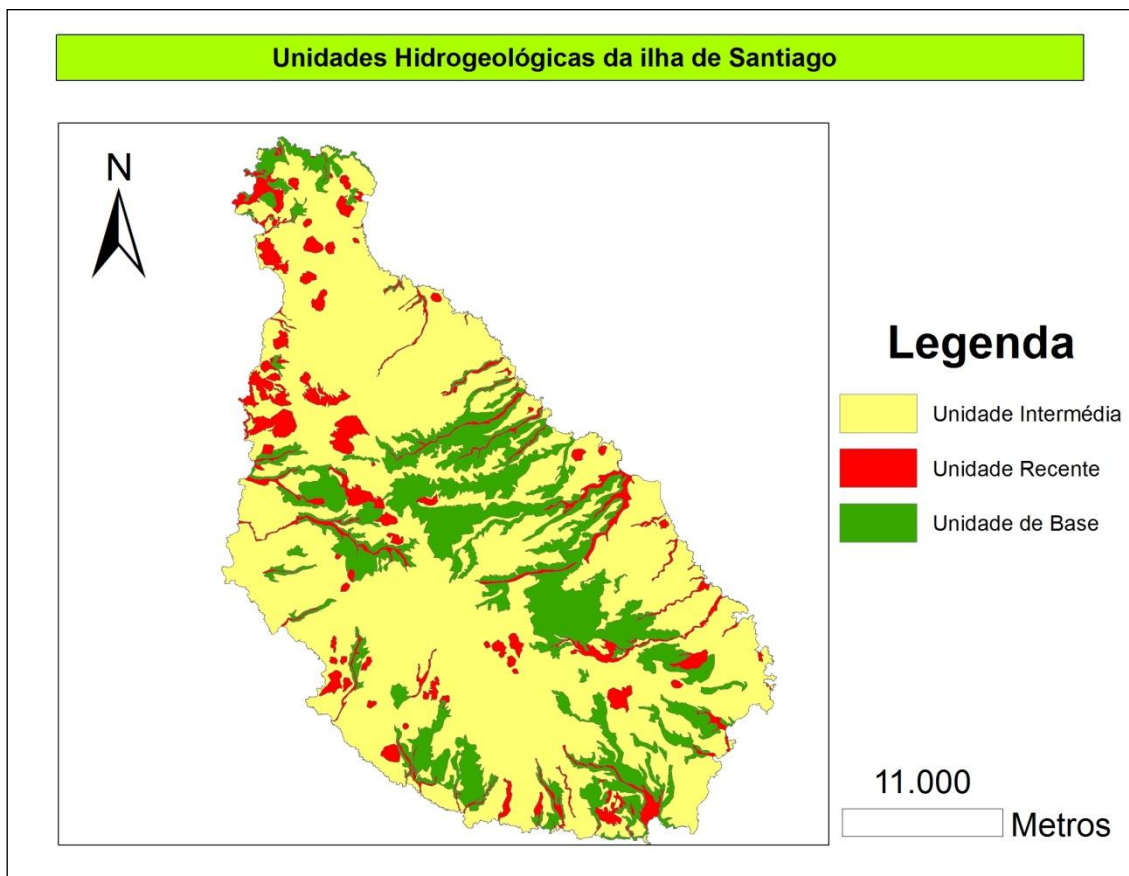 Unidades Hidrogeológicas da ilha de Santiago
N
Legenda
Unidade Intermédia
Unidade Recente
Unidade de Base
11.000
Metros